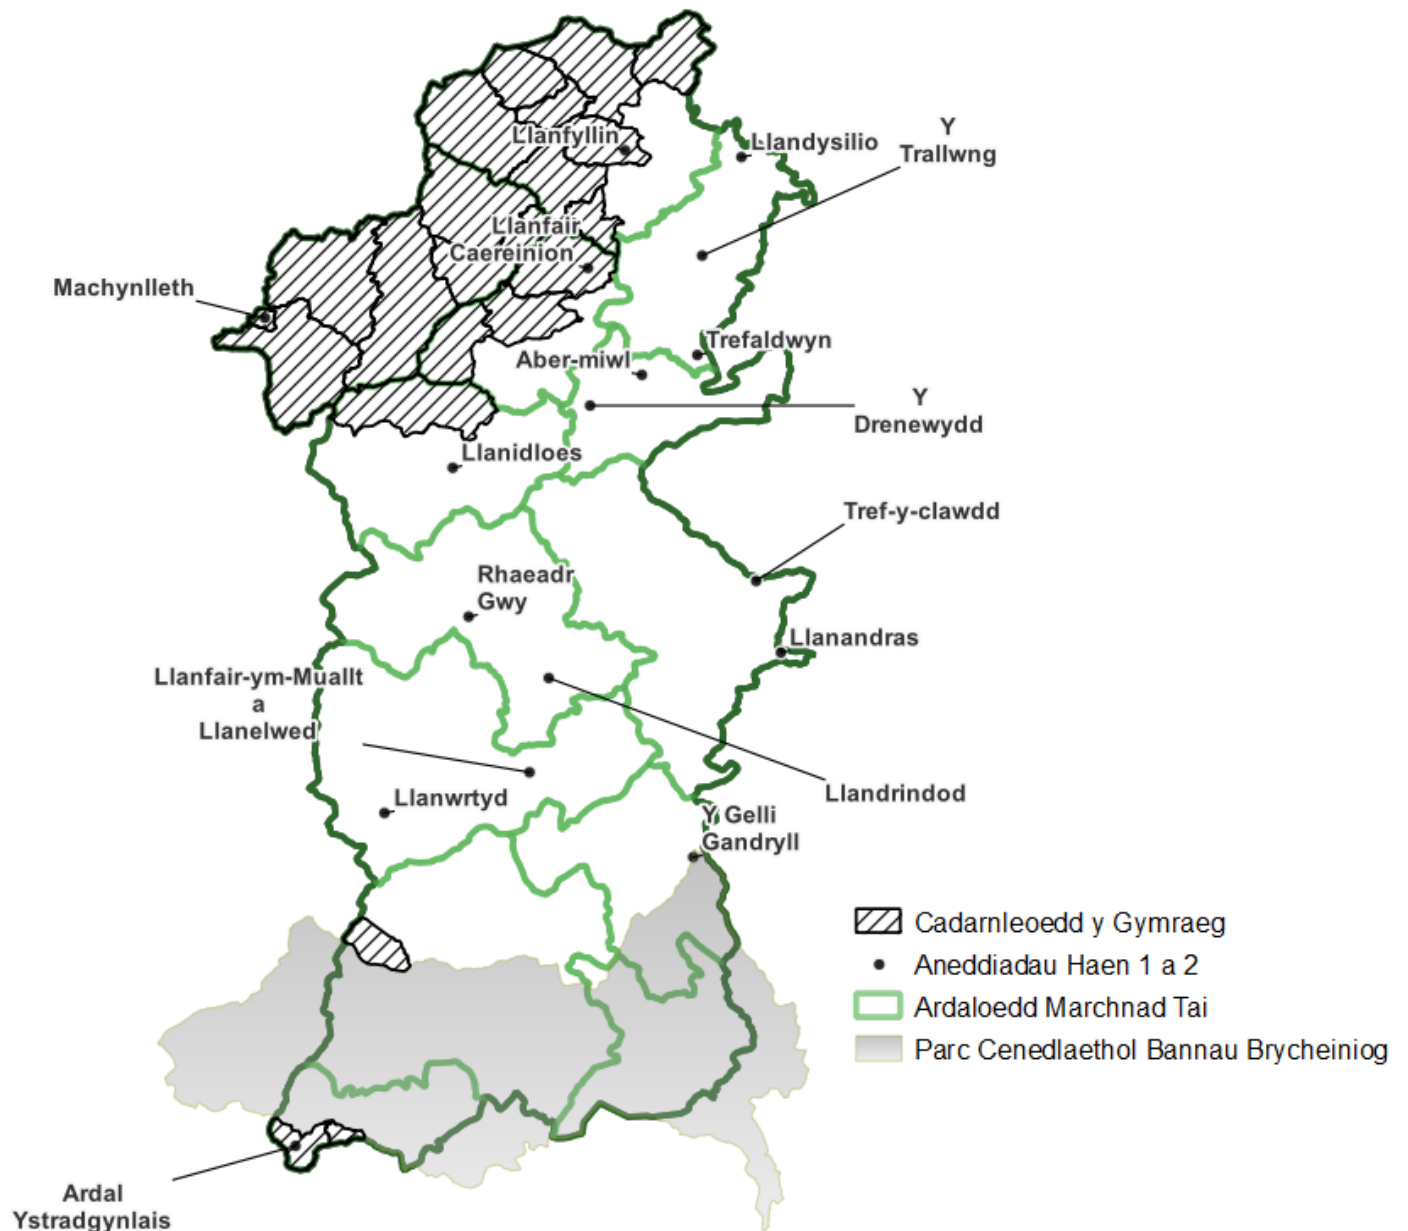 Y
Trallwng
Llandysilio
Llanfyllin
Llanfair
Caereinion
Machynlleth
Trefaldwyn
Aber-miwl
Y
Drenewydd
Llanidloes
Tref-y-clawdd
Rhaeadr
Gwy
Llanandras
Llanfair-ym-Muallt
a
Llanelwed
Llandrindod
Llanwrtyd
Y Gelli
Gandryll
Cadarnleoedd y Gymraeg
Aneddiadau Haen 1 a 2
Ardaloedd Marchnad Tai
Parc Cenedlaethol Bannau Brycheiniog
Ardal
Ystradgynlais